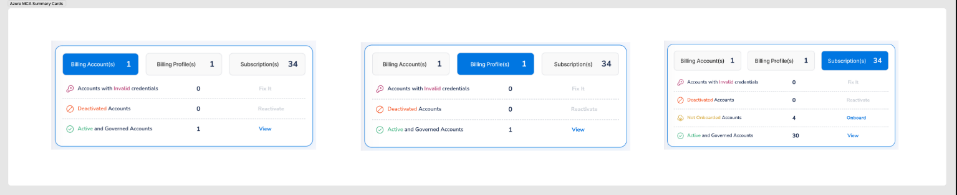 Azure MCA Summary Cards
Billing Account(s) 1 Billing Profile(s) 1 Subscription(s) 34
Accounts with Invalid credentials 0 Fix It
Deactivated Accounts 0 Reactivate
Active and Governed Accounts 1 View
Billing Account(s) 1 Billing Profile(s) 1 Subscription(s) 34
Accounts with Invalid credentials 0 Fix It
Deactivated Accounts 0 Reactivate
Active and Governed Accounts 1 View
Billing Account(s) 1 Billing Profile(s) 1 Subscription(s) 34
Accounts with Invalid credentials 0 Fix It
Deactivated Accounts 0 Reactivate
Not Onboarded Accounts 4 Onboard
Active and Governed Accounts 30 View